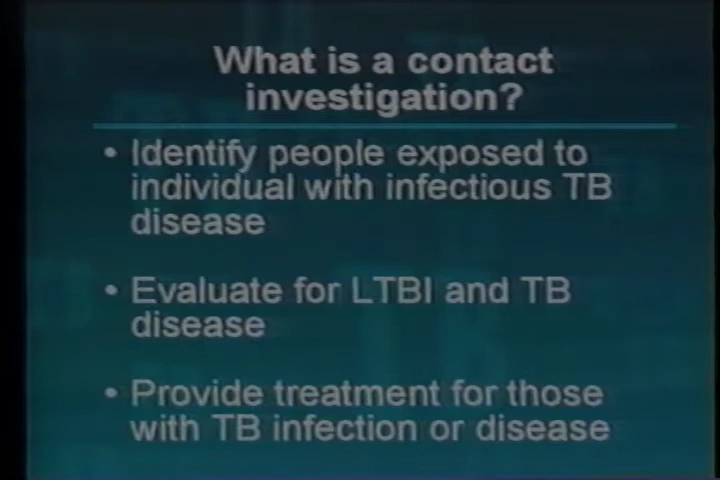 What is a contact
investigation?
• Identify people exposed to
individual with infectious TB
disease
• Evaluate for LTBI and TB
disease
• Provide treatment for those
with TB infection or disease